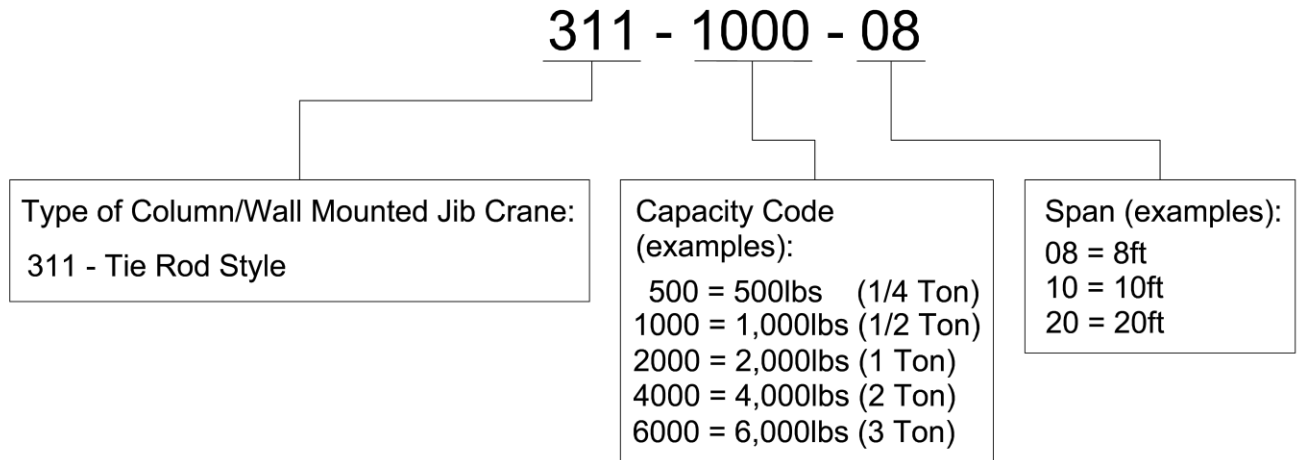 311 - 1000 - 08
Type of Column/Wall Mounted Jib Crane:
311 - Tie Rod Style
Capacity Code
(examples):
500 = 500lbs (1/4 Ton)
1000 = 1,000lbs (1/2 Ton)
2000 = 2,000lbs (1 Ton)
4000 = 4,000lbs (2 Ton)
6000 = 6,000lbs (3 Ton)
Span (examples):
08 = 8ft
10 = 10ft
20 = 20ft